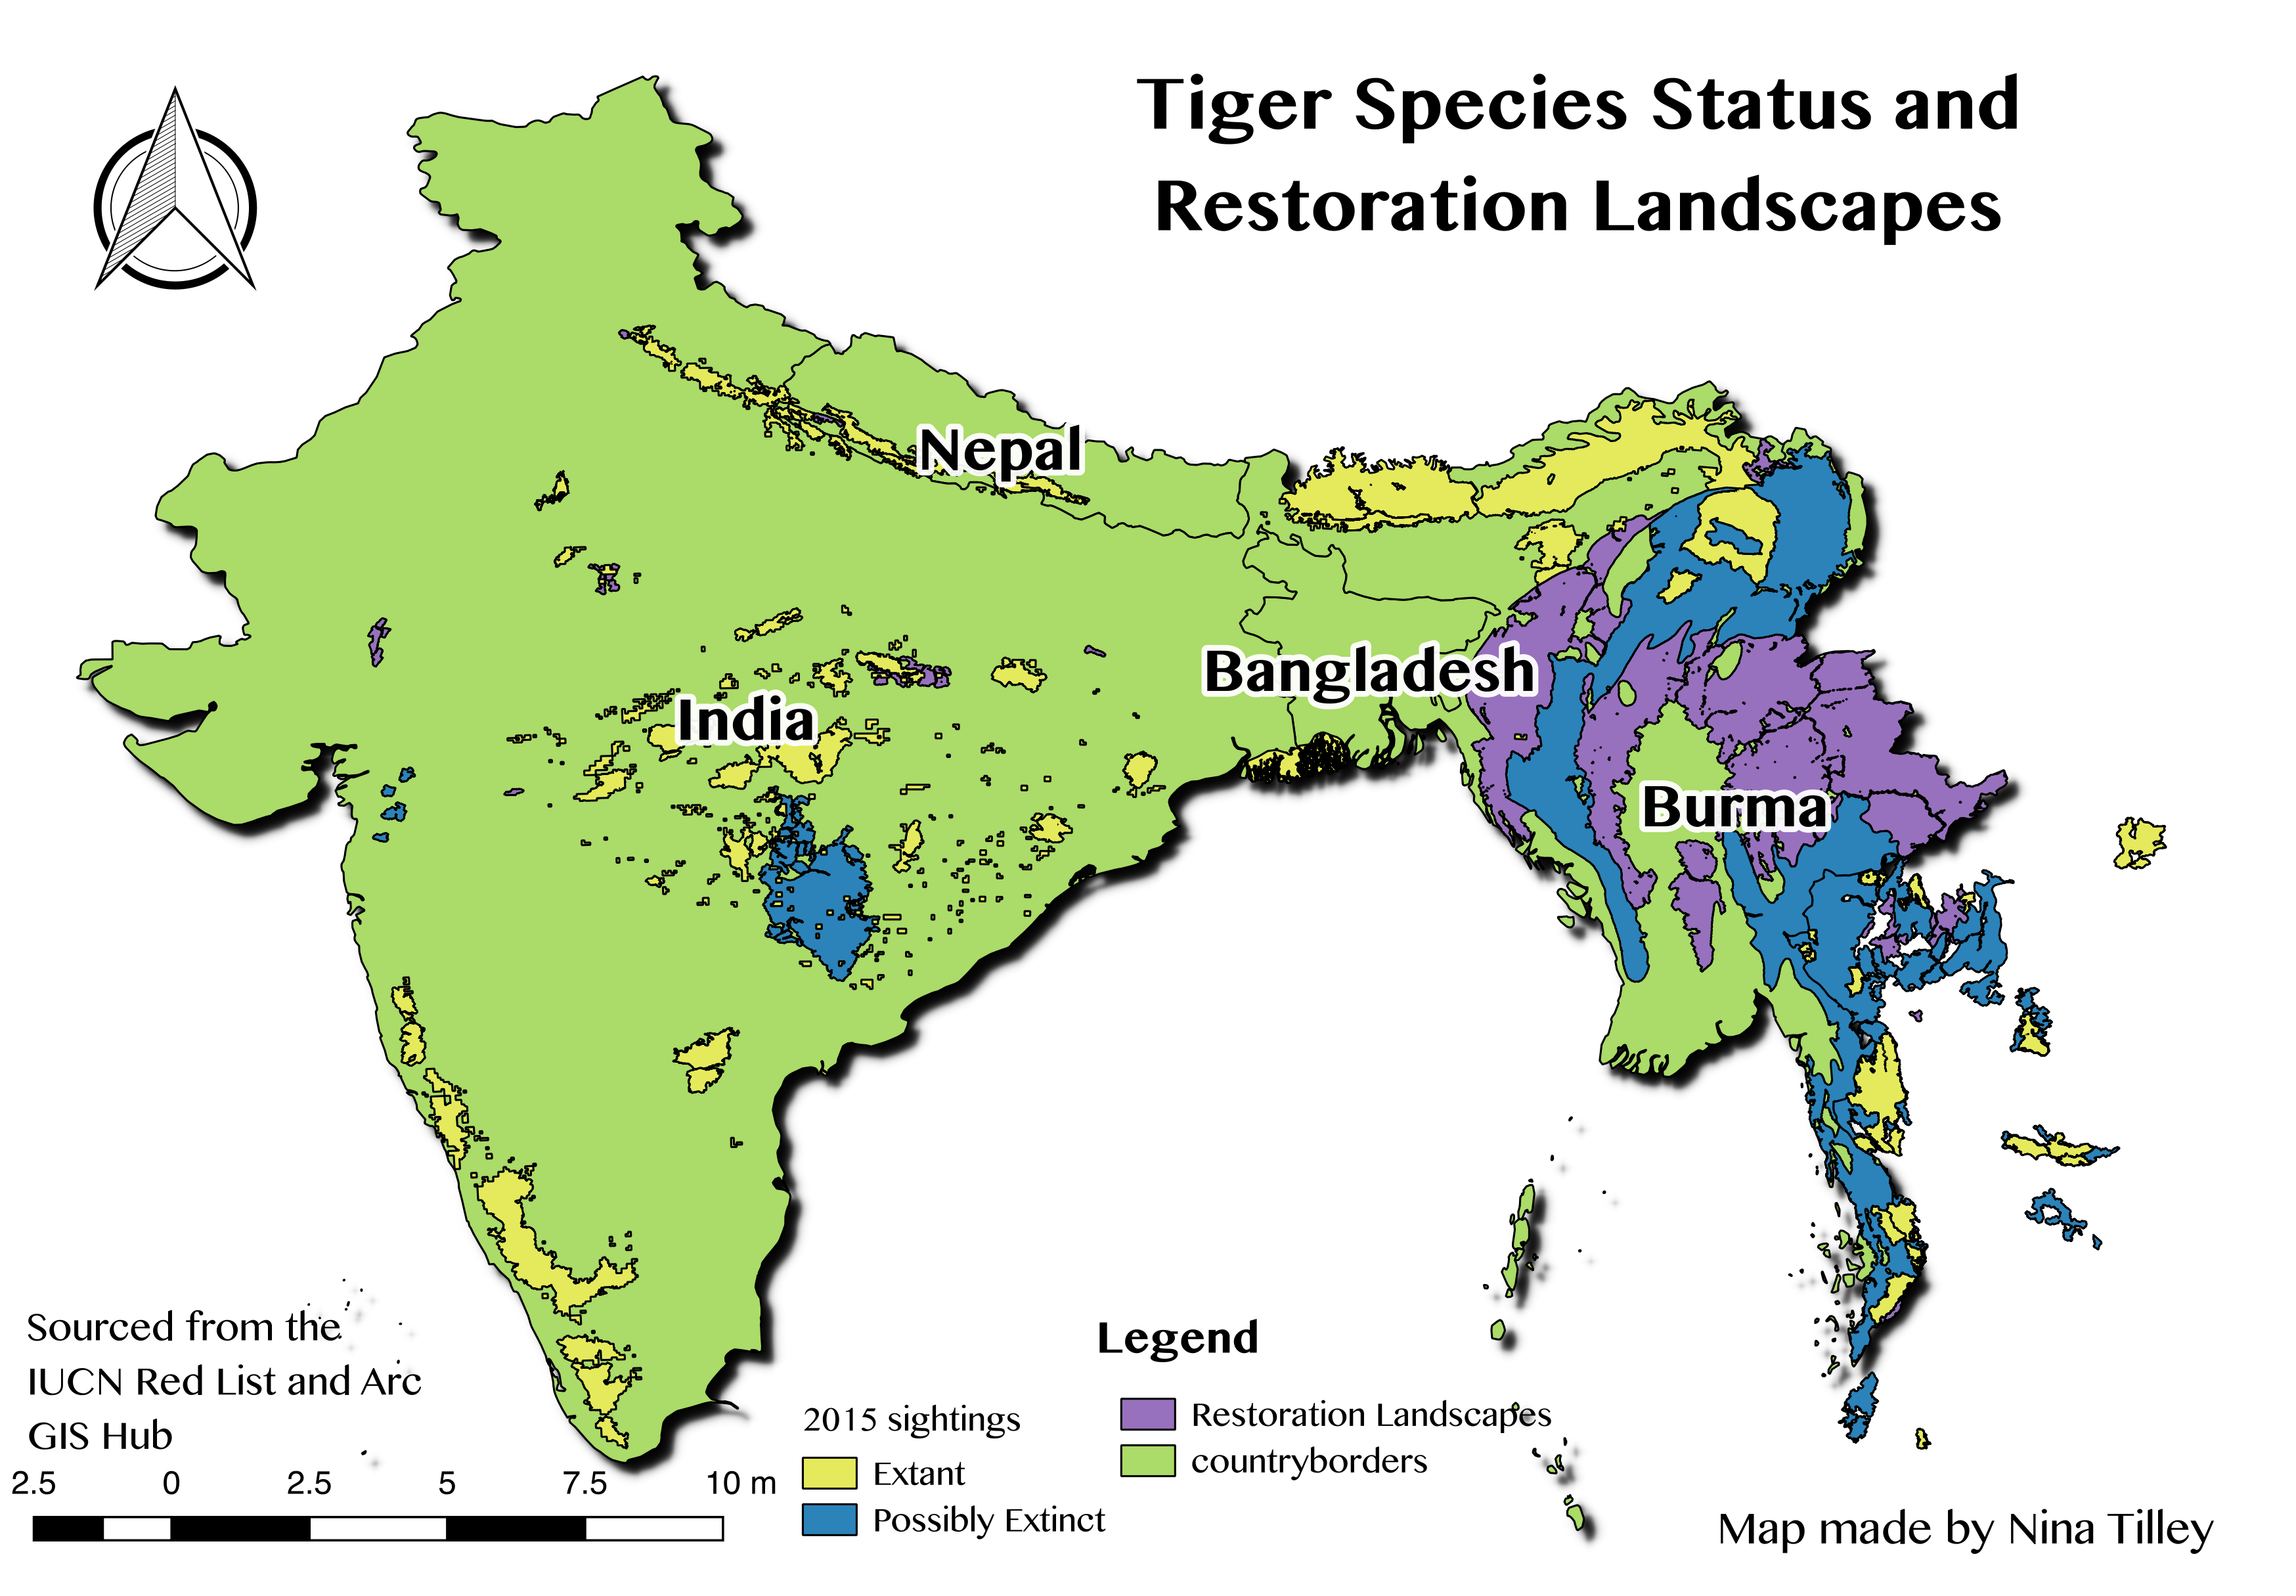 Tiger Species Status and
Restoration Landscapes
Nepal
Bangladesh
India
Burma
Sourced from the
IUCN Red List and Arc
GIS Hub
2.5 0 2.5 5 7.5 10 m
Legend
2015 sightings
Extant
Possibly Extinct
Restoration Landscapes
countryborders
Map made by Nina Tilley